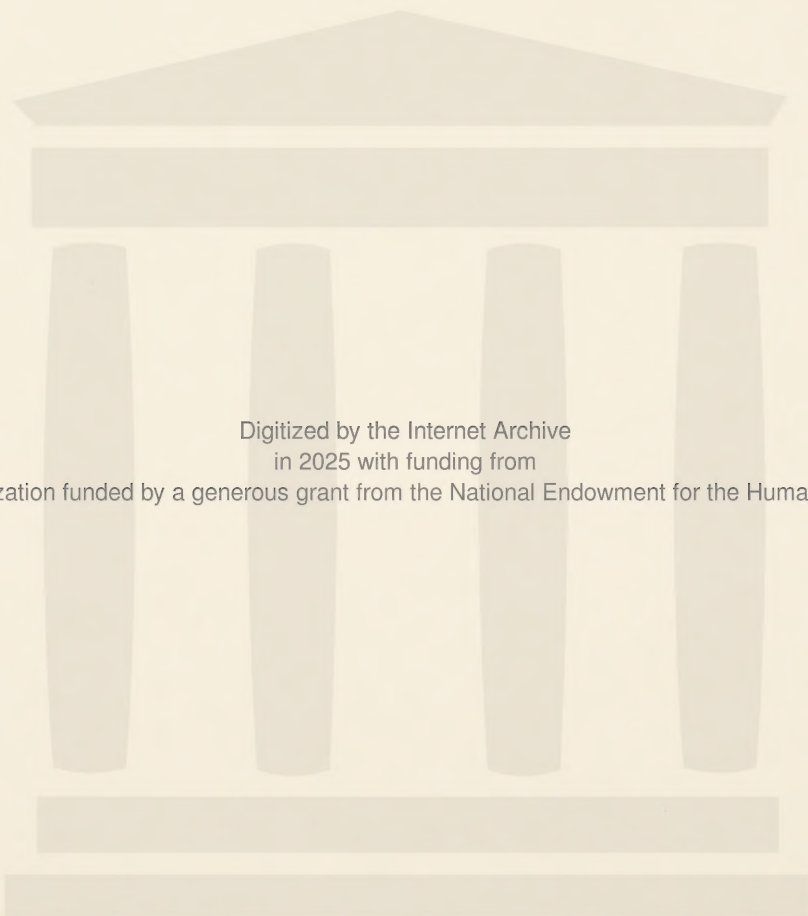 Digitized by the Internet Archive
in 2025 with funding from
zation funded by a generous grant from the National Endowment for the Huma